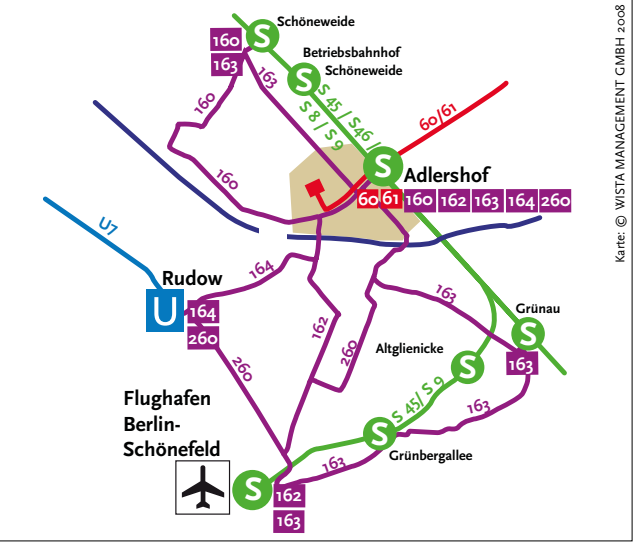 Schöneweide
160
163
Betriebsbahnhof
Schöneweide
163
160
S 45 / S46 /
S 8 / S 9
60/61
160
Adlershof
60 61 160 162 163 164 260
U7
Rudow
U
164
260
164
162
260
163
Grünau
S
163
Altglienicke
S
S 45/ S 9
163
260
S
Grünbergallee
163
Flughafen
Berlin-
Schönefeld
S
162
163
S
S
S
Karte: © WISTA MANAGEMENT GMBH 2008